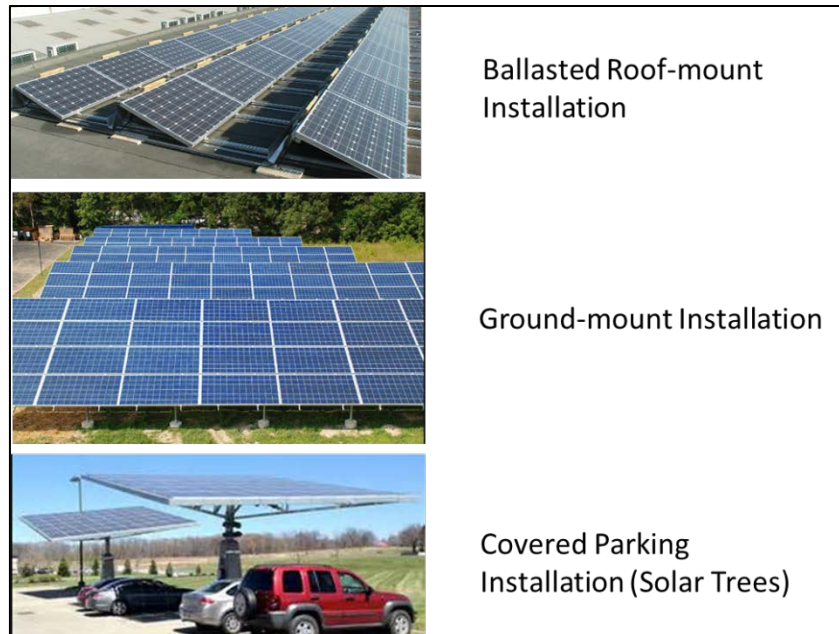 Ballasted Roof-mount
Installation
Ground-mount Installation
Covered Parking
Installation (Solar Trees)